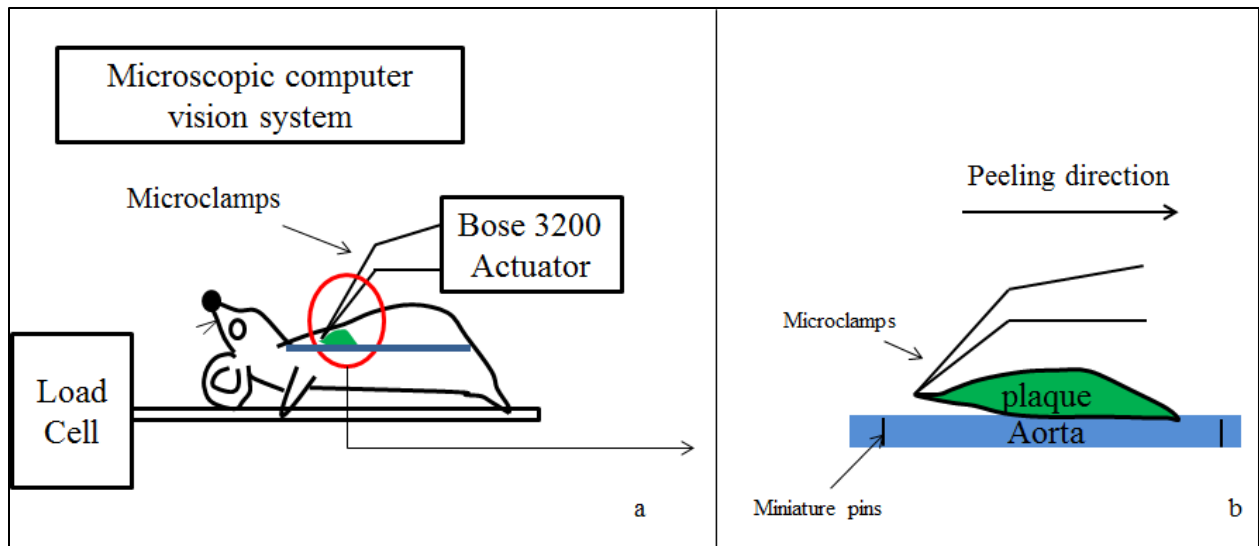 Microscopic computer
vision system
Microclamps
Bose 3200
Actuator
Load
Cell
a
Peeling direction
Microclamps
plaque
Aorta
Miniature pins
b